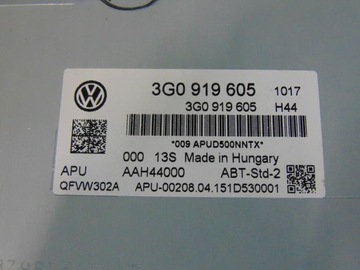 3G0 919 605 1017
3G0 919 605 H44
*009 APUD500NNTX*
000 13S Made in Hungary
APU AAH44000 ABT-Std-2
QFVW302A APU-00208.04.151D530001